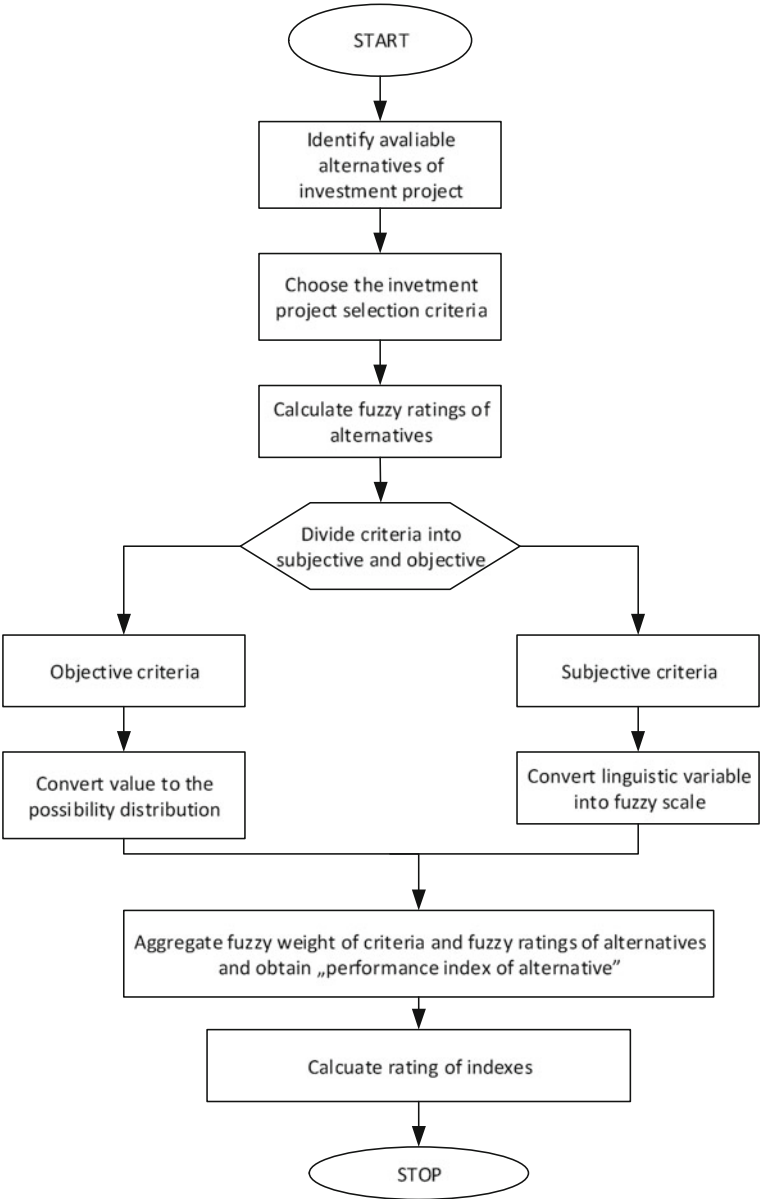 START
Identify avaliable
alternatives of
investment project
Choose the invetment
project selection criteria
Calculate fuzzy ratings of
alternatives
Divide criteria into
subjective and objective
Objective criteria
Subjective criteria
Convert value to the
possibility distribution
Convert linguistic variable
into fuzzy scale
Aggregate fuzzy weight of criteria and fuzzy ratings of alternatives
and obtain „performance index of alternative”
Calcuate rating of indexes
STOP